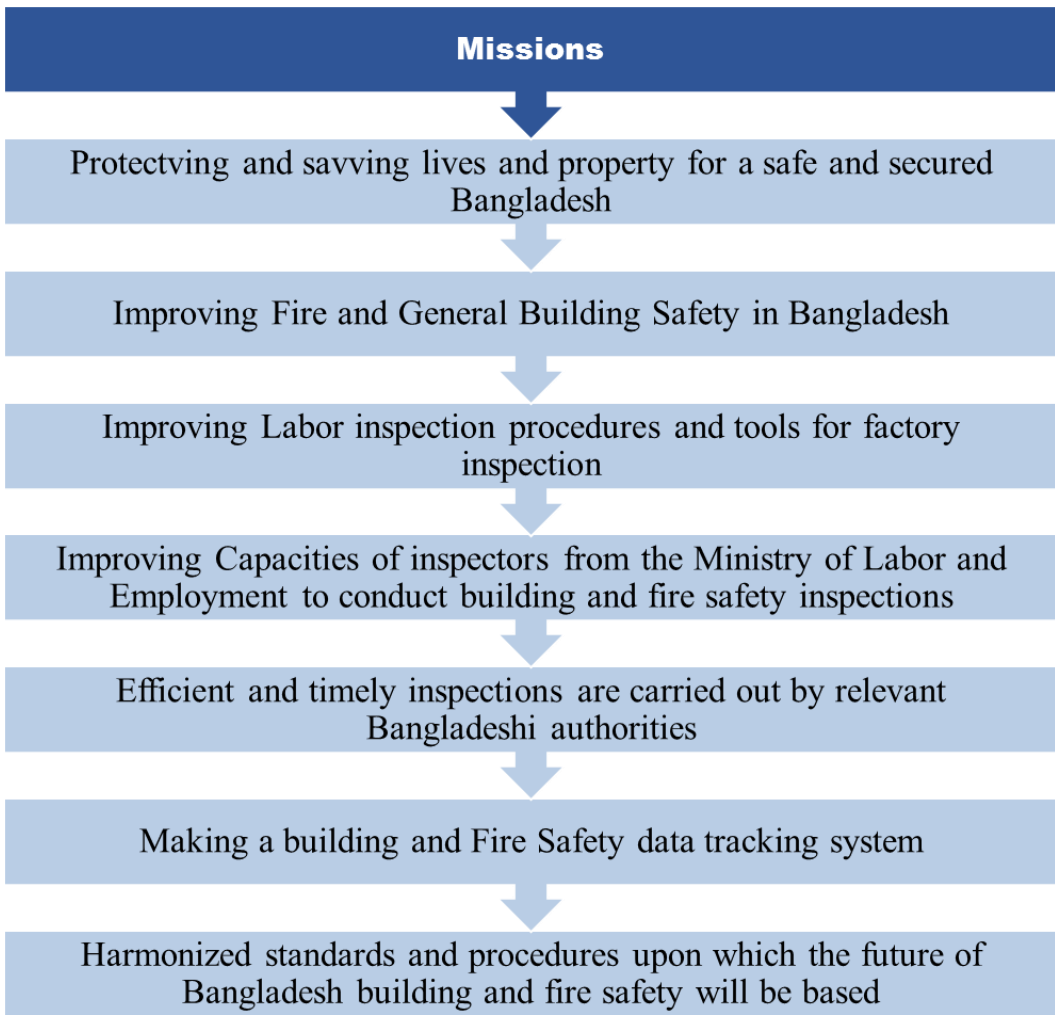 Missions
Protectving and savving lives and property for a safe and secured
Bangladesh
Improving Fire and General Building Safety in Bangladesh
Improving Labor inspection procedures and tools for factory
inspection
Improving Capacities of inspectors from the Ministry of Labor and
Employment to conduct building and fire safety inspections
Efficient and timely inspections are carried out by relevant
Bangladeshi authorities
Making a building and Fire Safety data tracking system
Harmonized standards and procedures upon which the future of
Bangladesh building and fire safety will be based